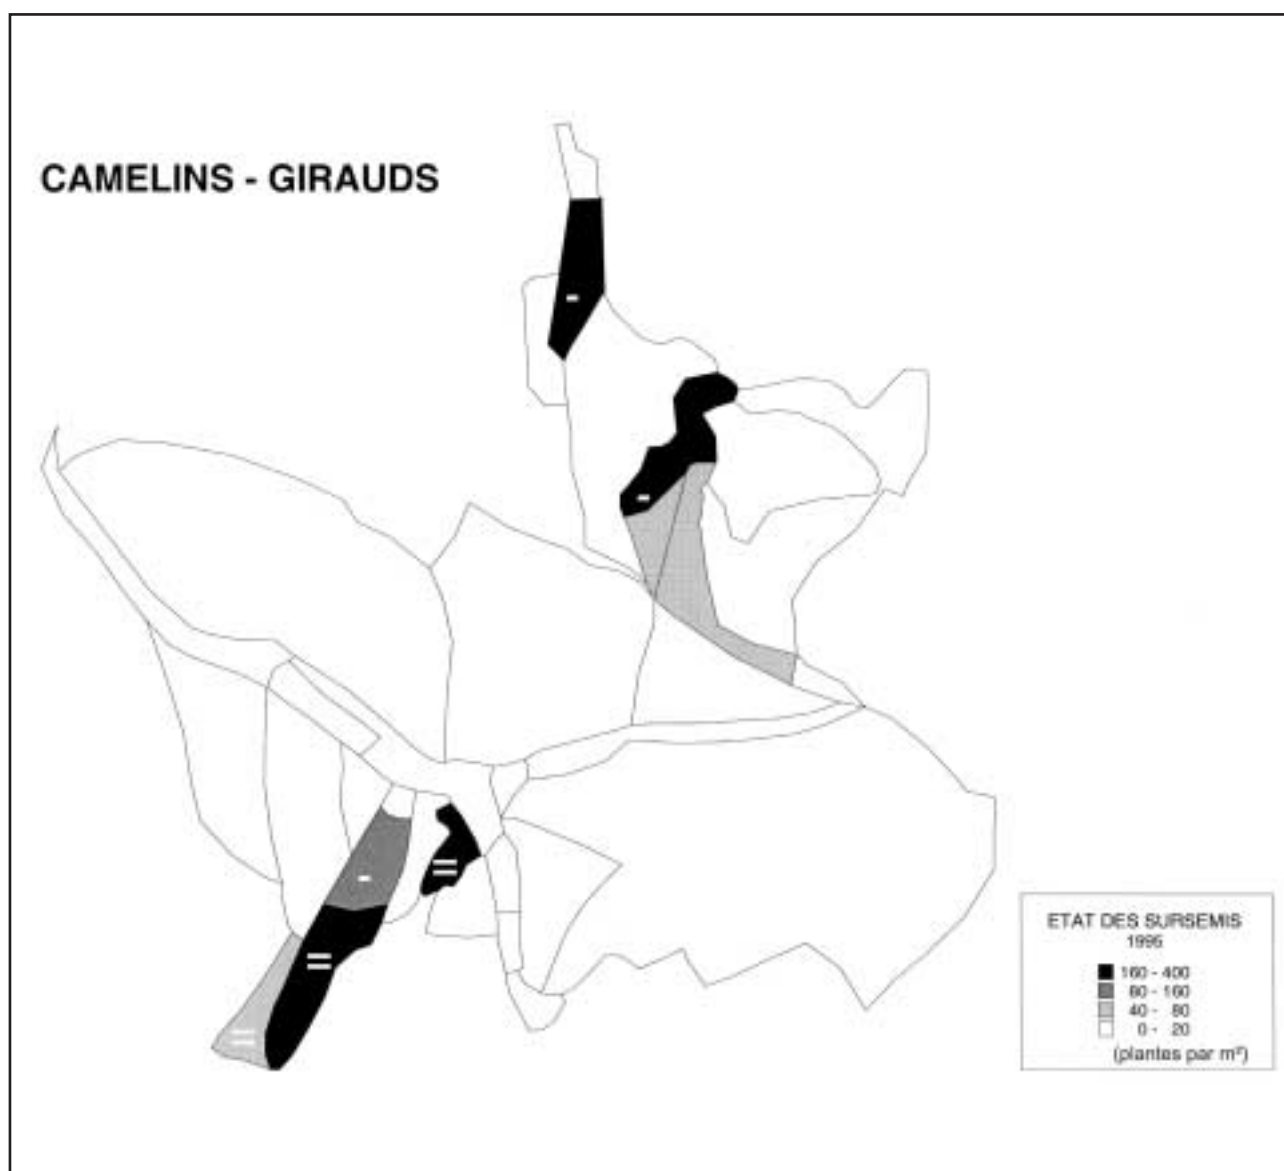 CAMELINS - GIRAUDS
ETAT DES SURSEMIS
1995
160 - 400
80 - 160
40 - 80
0 - 20
(plantes par m²)